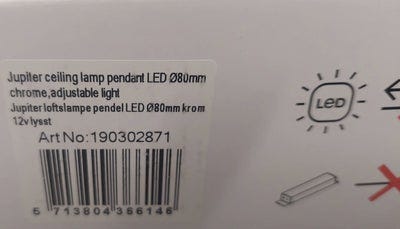 Jupiter ceiling lamp pendant LED Ø80mm
chrome,adjustable light
Jupiter loftslampe pendel LED Ø80mm krom
12v lysst
Art No:190302871
5 713804 366146
LED